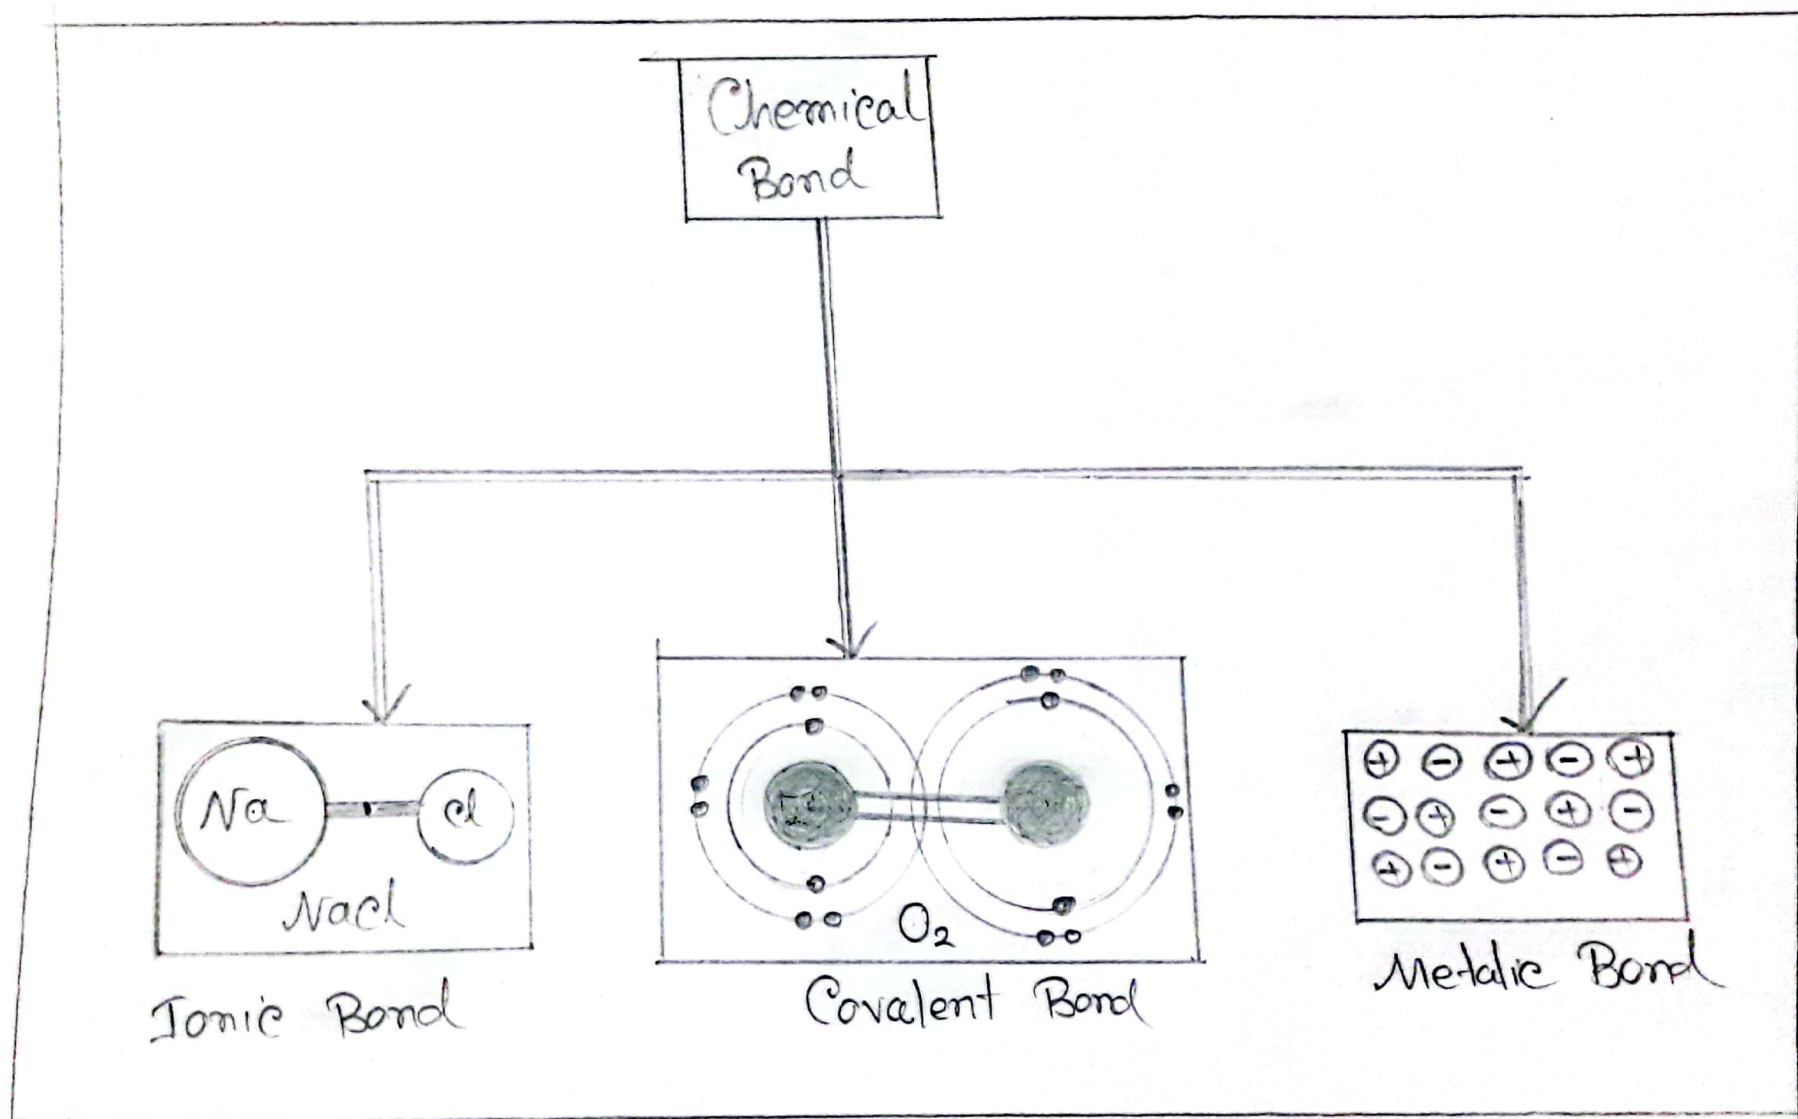 Chemical
Bond
Na
Cl
NaCl
Ionic Bond
O₂
Covalent Bond
+ - + - +
- + - + -
+ - + - +
Metalic Bond